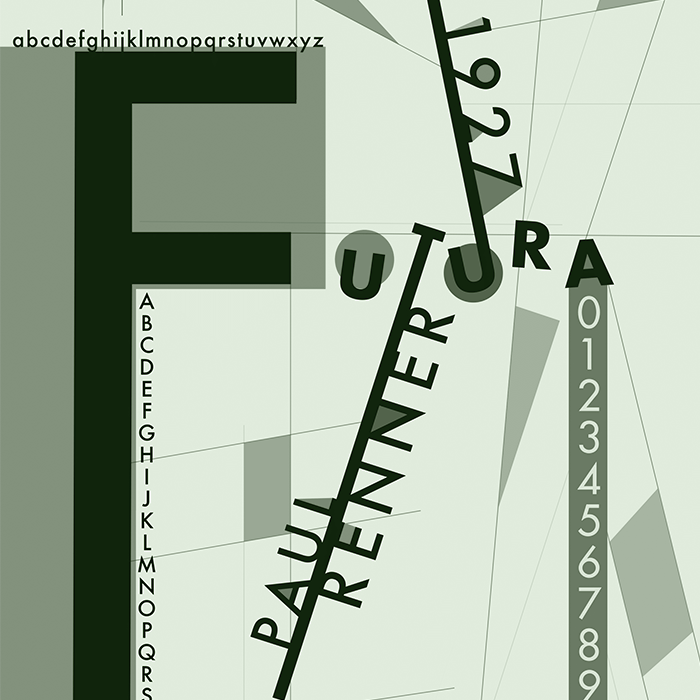 abcdefghijklmnopqrstuvwxyz
FUTURA
1927
PAUL
RENNER
ABCDEFGHIJKLMNOPQRS
0123456789